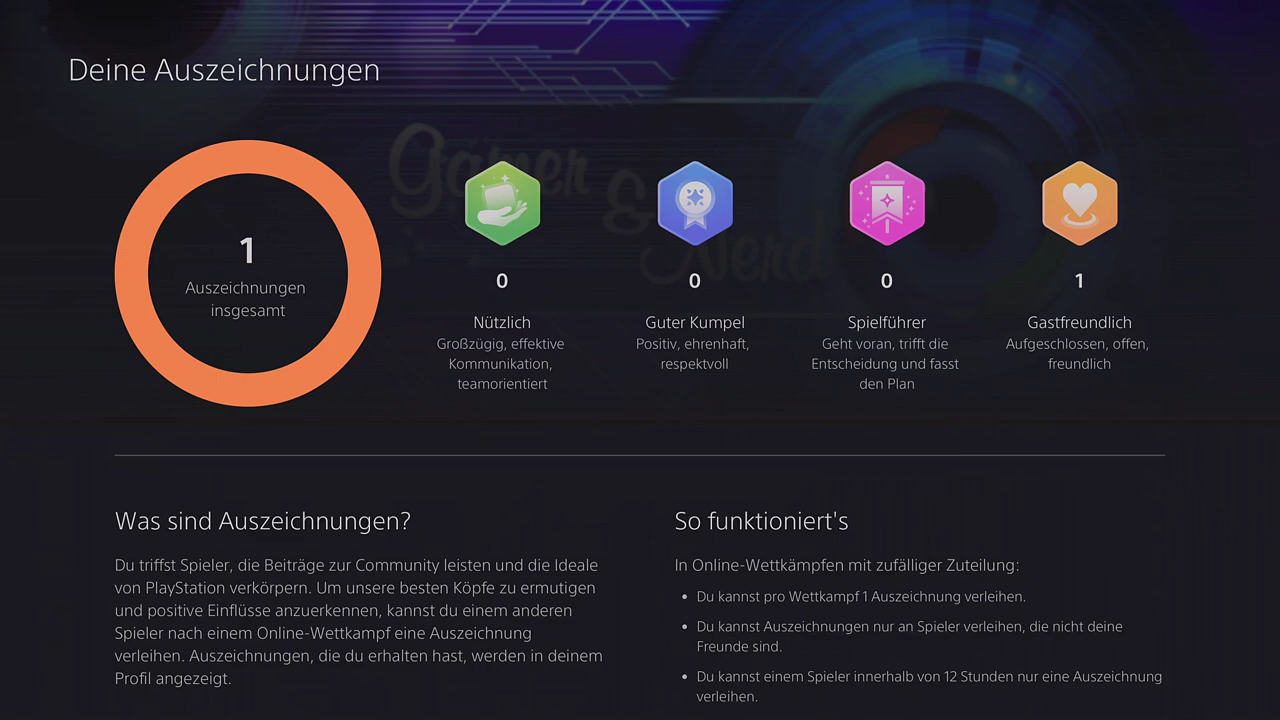 Deine Auszeichnungen
Gamer
&
Nerd
1
Auszeichnungen
insgesamt
0
Nützlich
Großzügig, effektive
Kommunikation,
teamorientiert
0
Guter Kumpel
Positiv, ehrenhaft,
respektvoll
0
Spielführer
Geht voran, trifft die
Entscheidung und fasst
den Plan
1
Gastfreundlich
Aufgeschlossen, offen,
freundlich
Was sind Auszeichnungen?
Du triffst Spieler, die Beiträge zur Community leisten und die Ideale
von PlayStation verkörpern. Um unsere besten Köpfe zu ermutigen
und positive Einflüsse anzuerkennen, kannst du einem anderen
Spieler nach einem Online-Wettkampf eine Auszeichnung
verleihen. Auszeichnungen, die du erhalten hast, werden in deinem
Profil angezeigt.
So funktioniert's
In Online-Wettkämpfen mit zufälliger Zuteilung:
• Du kannst pro Wettkampf 1 Auszeichnung verleihen.
• Du kannst Auszeichnungen nur an Spieler verleihen, die nicht deine
Freunde sind.
• Du kannst einem Spieler innerhalb von 12 Stunden nur eine Auszeichnung
verleihen.